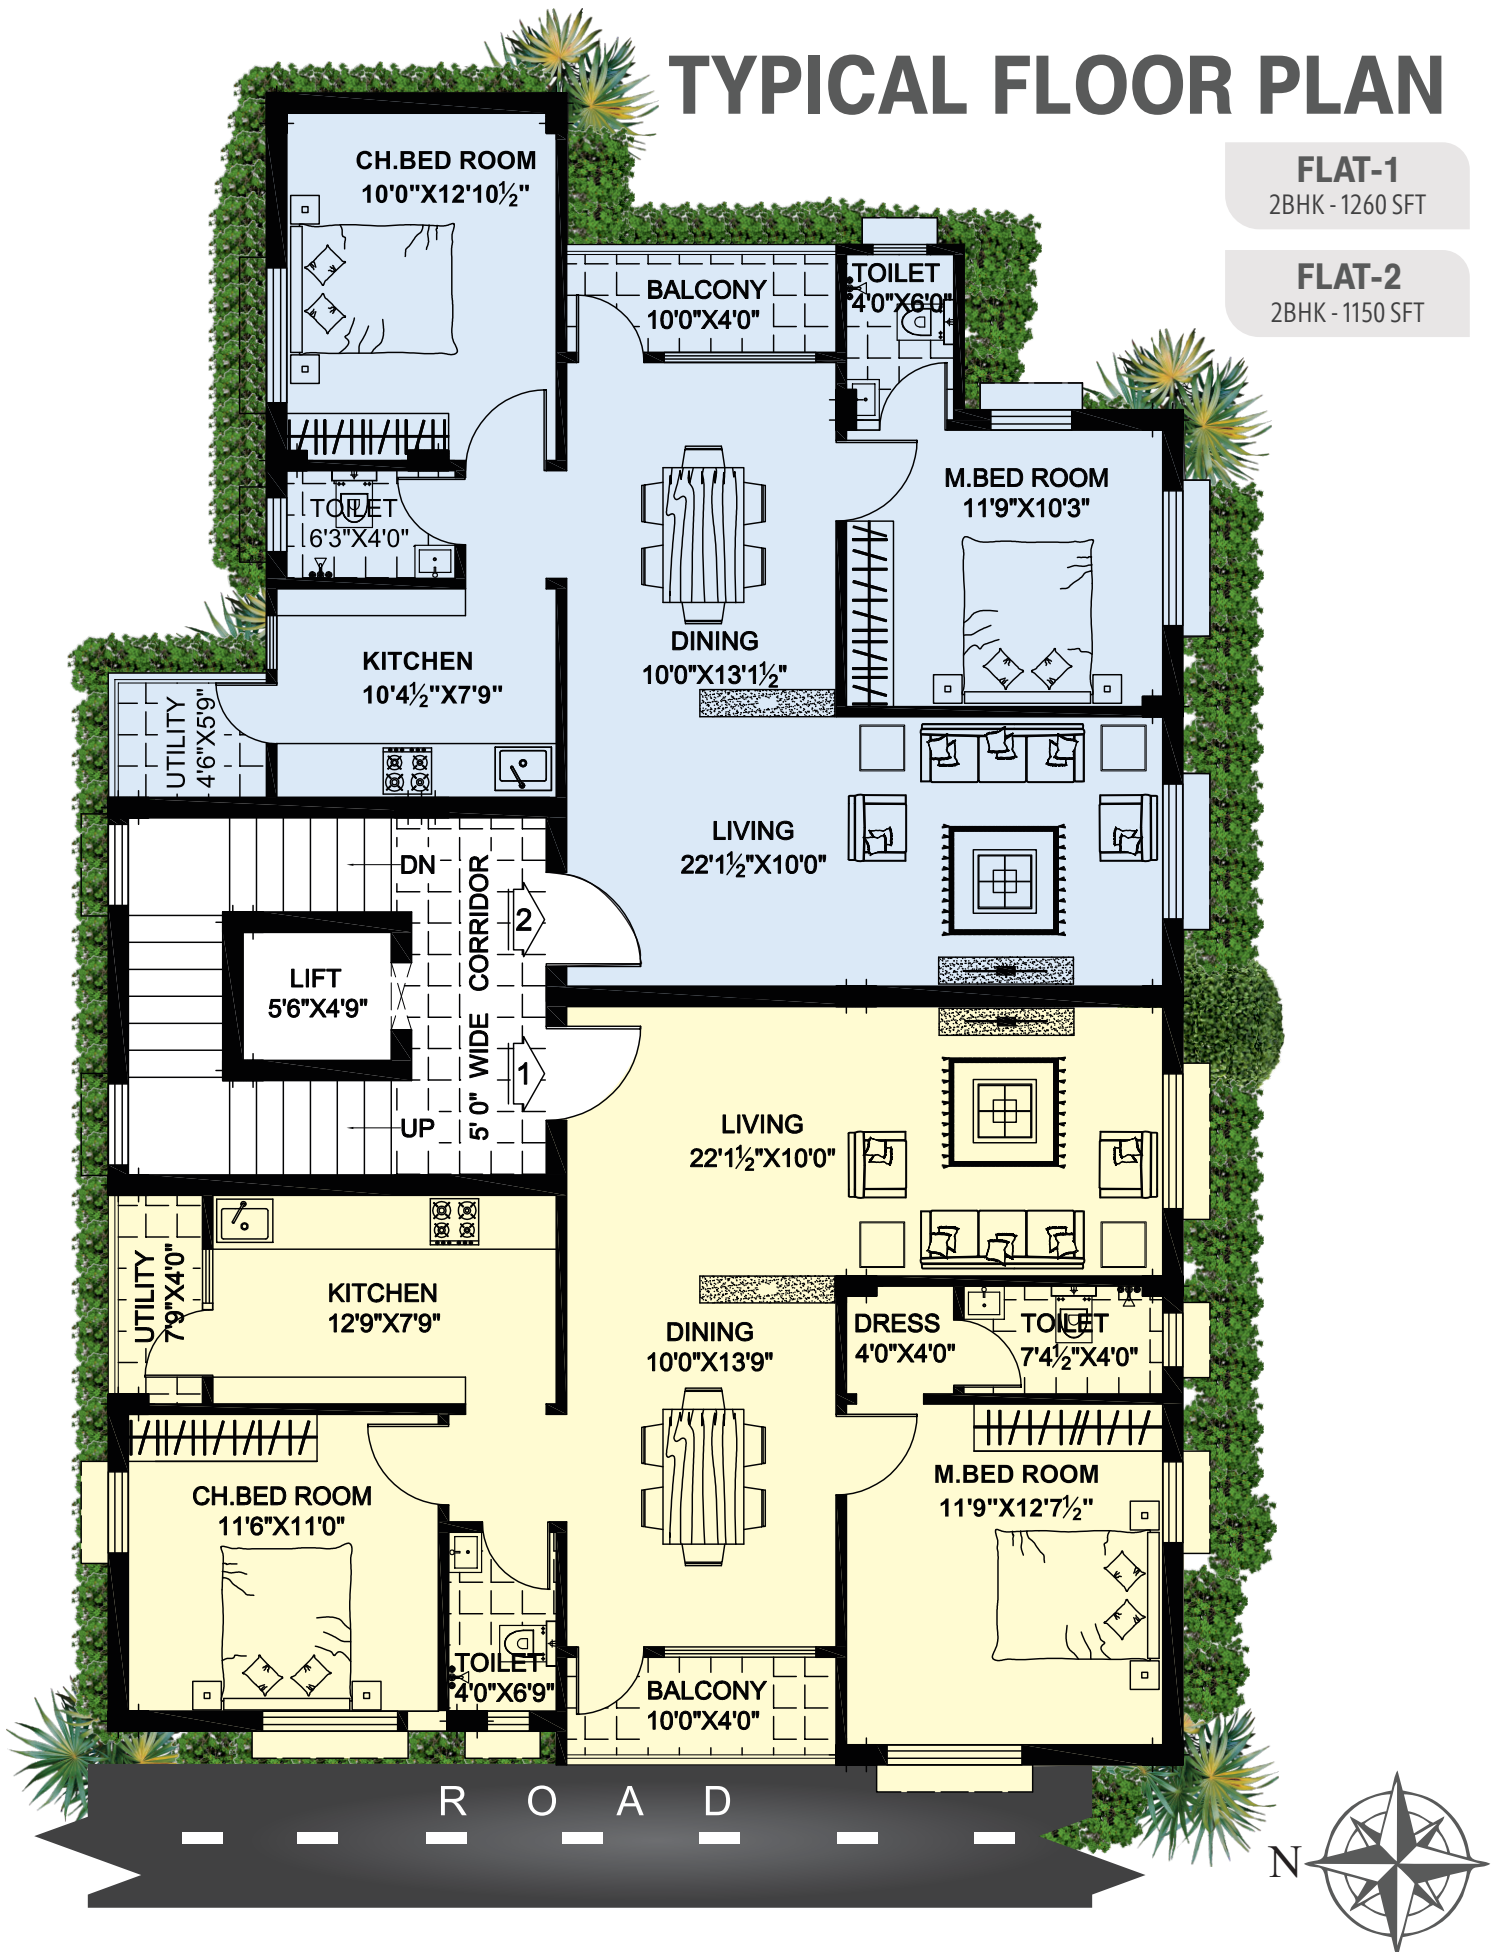 TYPICAL FLOOR PLAN
FLAT-1
2BHK - 1260 SFT
FLAT-2
2BHK - 1150 SFT
CH.BED ROOM
10'0"X12'10½"
BALCONY
10'0"X4'0"
TOILET
4'0"X6'0"
M.BED ROOM
11'9"X10'3"
TOILET
6'3"X4'0"
DINING
10'0"X13'1½"
KITCHEN
10'4½"X7'9"
UTILITY
4'6"X5'9"
LIVING
22'1½"X10'0"
DN
5' 0" WIDE CORRIDOR
2
LIFT
5'6"X4'9"
1
UP
LIVING
22'1½"X10'0"
UTILITY
7'9"X4'0"
KITCHEN
12'9"X7'9"
DINING
10'0"X13'9"
DRESS
4'0"X4'0"
TOILET
7'4½"X4'0"
CH.BED ROOM
11'6"X11'0"
M.BED ROOM
11'9"X12'7½"
TOILET
4'0"X6'9"
BALCONY
10'0"X4'0"
ROAD
N